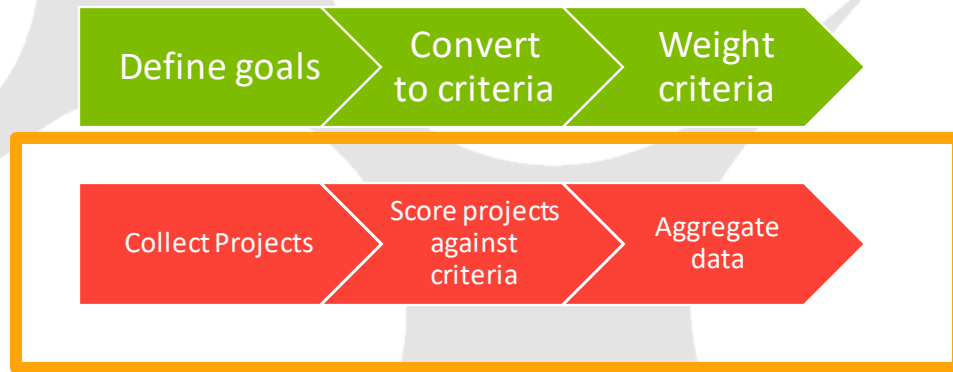 Define goals
Convert
to criteria
Weight
criteria
Collect Projects
Score projects
against
criteria
Aggregate
data